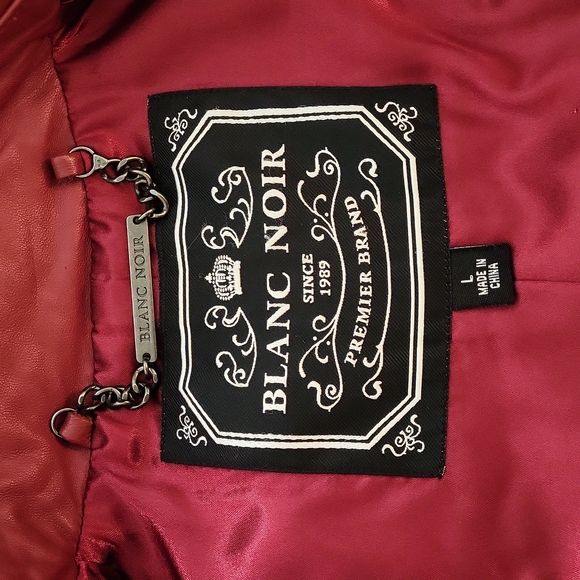 BLANC NOIR
BLANC NOIR
SINCE
1989
PREMIER BRAND
L
MADE IN
CHINA